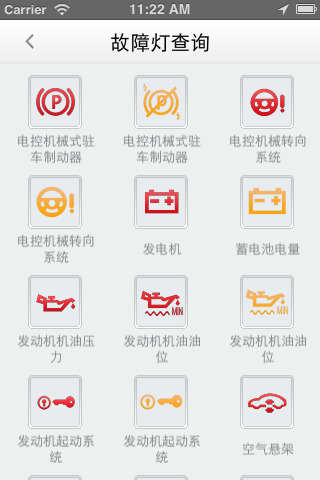 Carrier 11:22 AM
故障灯查询
电控机械式驻
车制动器
电控机械式驻
车制动器
电控机械转向
系统
电控机械转向
系统
发电机
蓄电池电量
发动机机油压
力
发动机机油油
位
发动机机油油
位
MIN
MIN
发动机起动系
统
发动机起动系
统
空气悬架